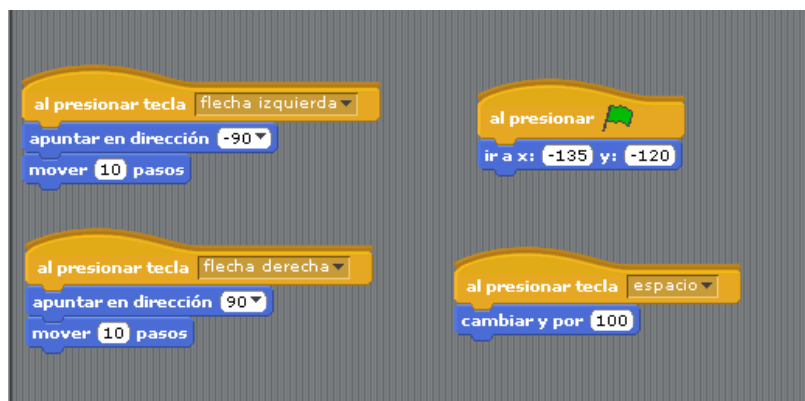 al presionar tecla flecha izquierda
apuntar en dirección -90
mover 10 pasos
al presionar
ir a x: -135 y: -120
al presionar tecla flecha derecha
apuntar en dirección 90
mover 10 pasos
al presionar tecla espacio
cambiar y por 100